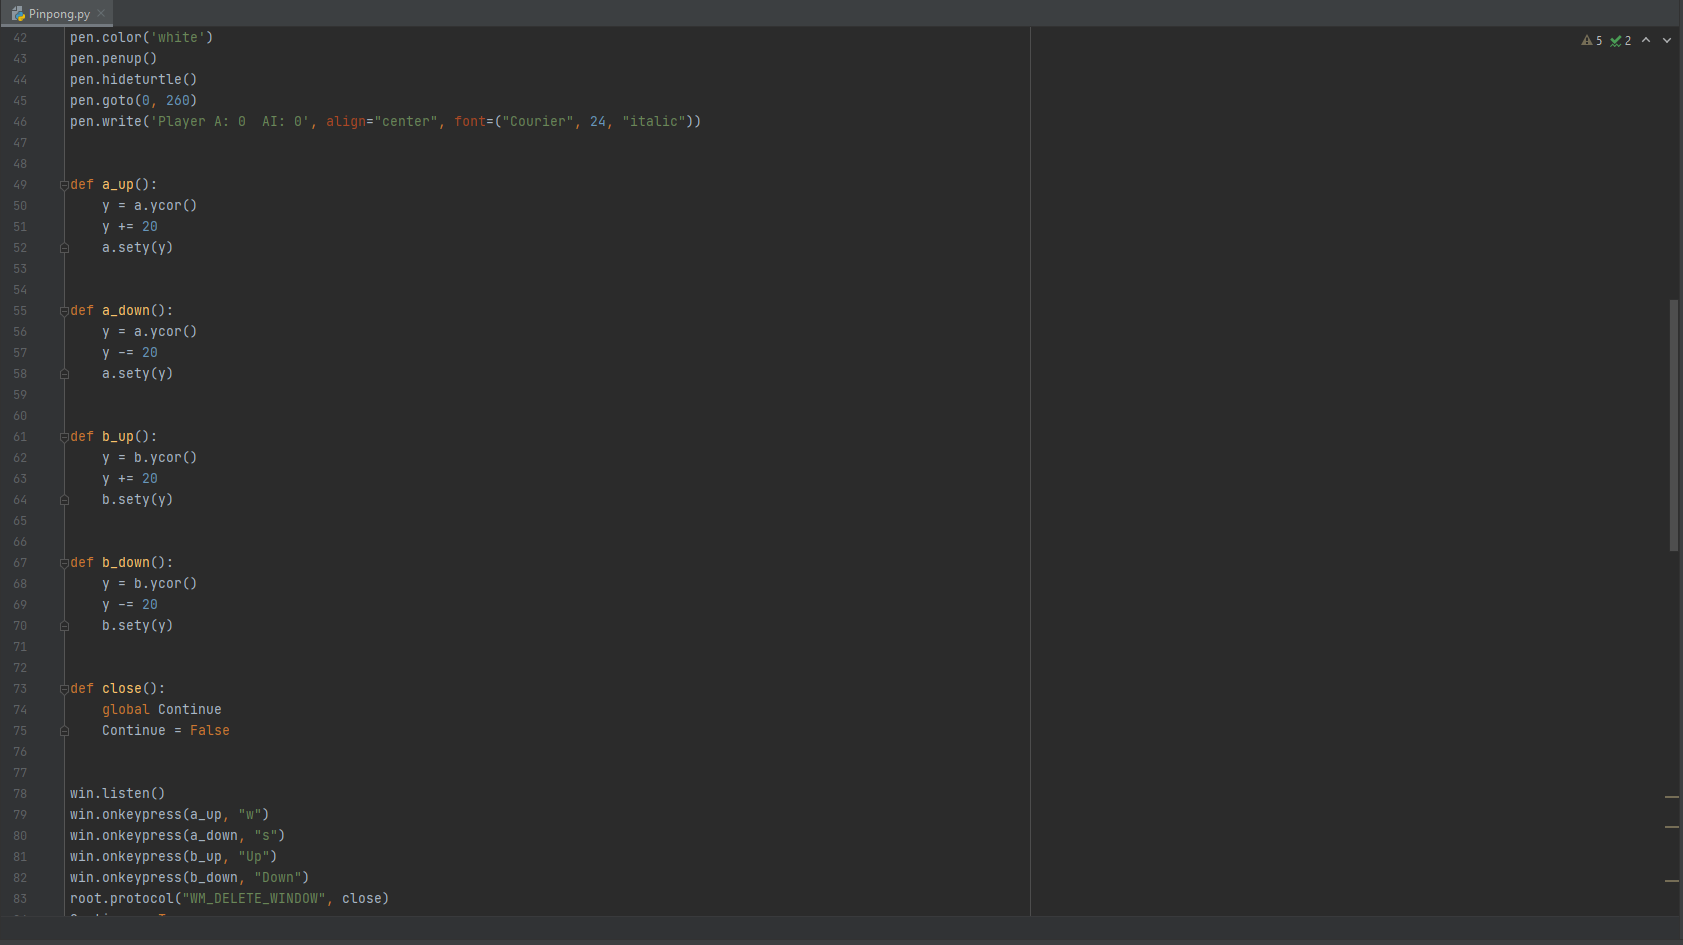 Pinpong.py
5 2
42 pen.color('white')
43 pen.penup()
44 pen.hideturtle()
45 pen.goto(0, 260)
46 pen.write('Player A: 0  AI: 0', align="center", font=("Courier", 24, "italic"))
47
48
49 def a_up():
50     y = a.ycor()
51     y += 20
52     a.sety(y)
53
54
55 def a_down():
56     y = a.ycor()
57     y -= 20
58     a.sety(y)
59
60
61 def b_up():
62     y = b.ycor()
63     y += 20
64     b.sety(y)
65
66
67 def b_down():
68     y = b.ycor()
69     y -= 20
70     b.sety(y)
71
72
73 def close():
74     global Continue
75     Continue = False
76
77
78 win.listen()
79 win.onkeypress(a_up, "w")
80 win.onkeypress(a_down, "s")
81 win.onkeypress(b_up, "Up")
82 win.onkeypress(b_down, "Down")
83 root.protocol("WM_DELETE_WINDOW", close)